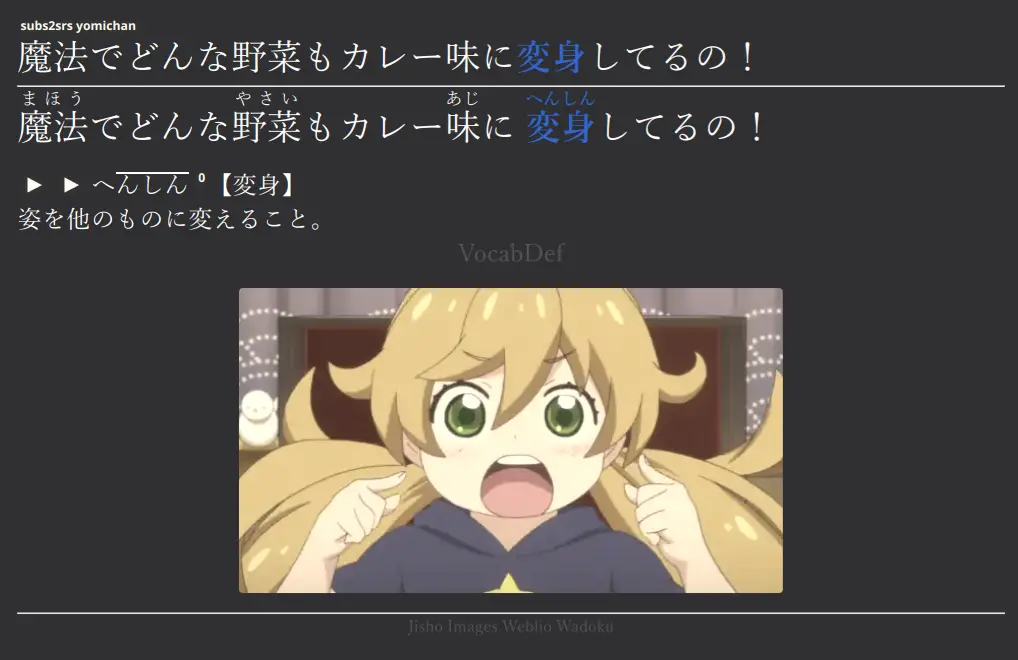 subs2srs yomichan
魔法でどんな野菜もカレー味に変身してるの！
まほう やさい あじ へんしん
魔法でどんな野菜もカレー味に 変身してるの！
▶ ▶ へんしん 0 【変身】
姿を他のものに変えること。
VocabDef
Jisho Images Weblio Wadoku